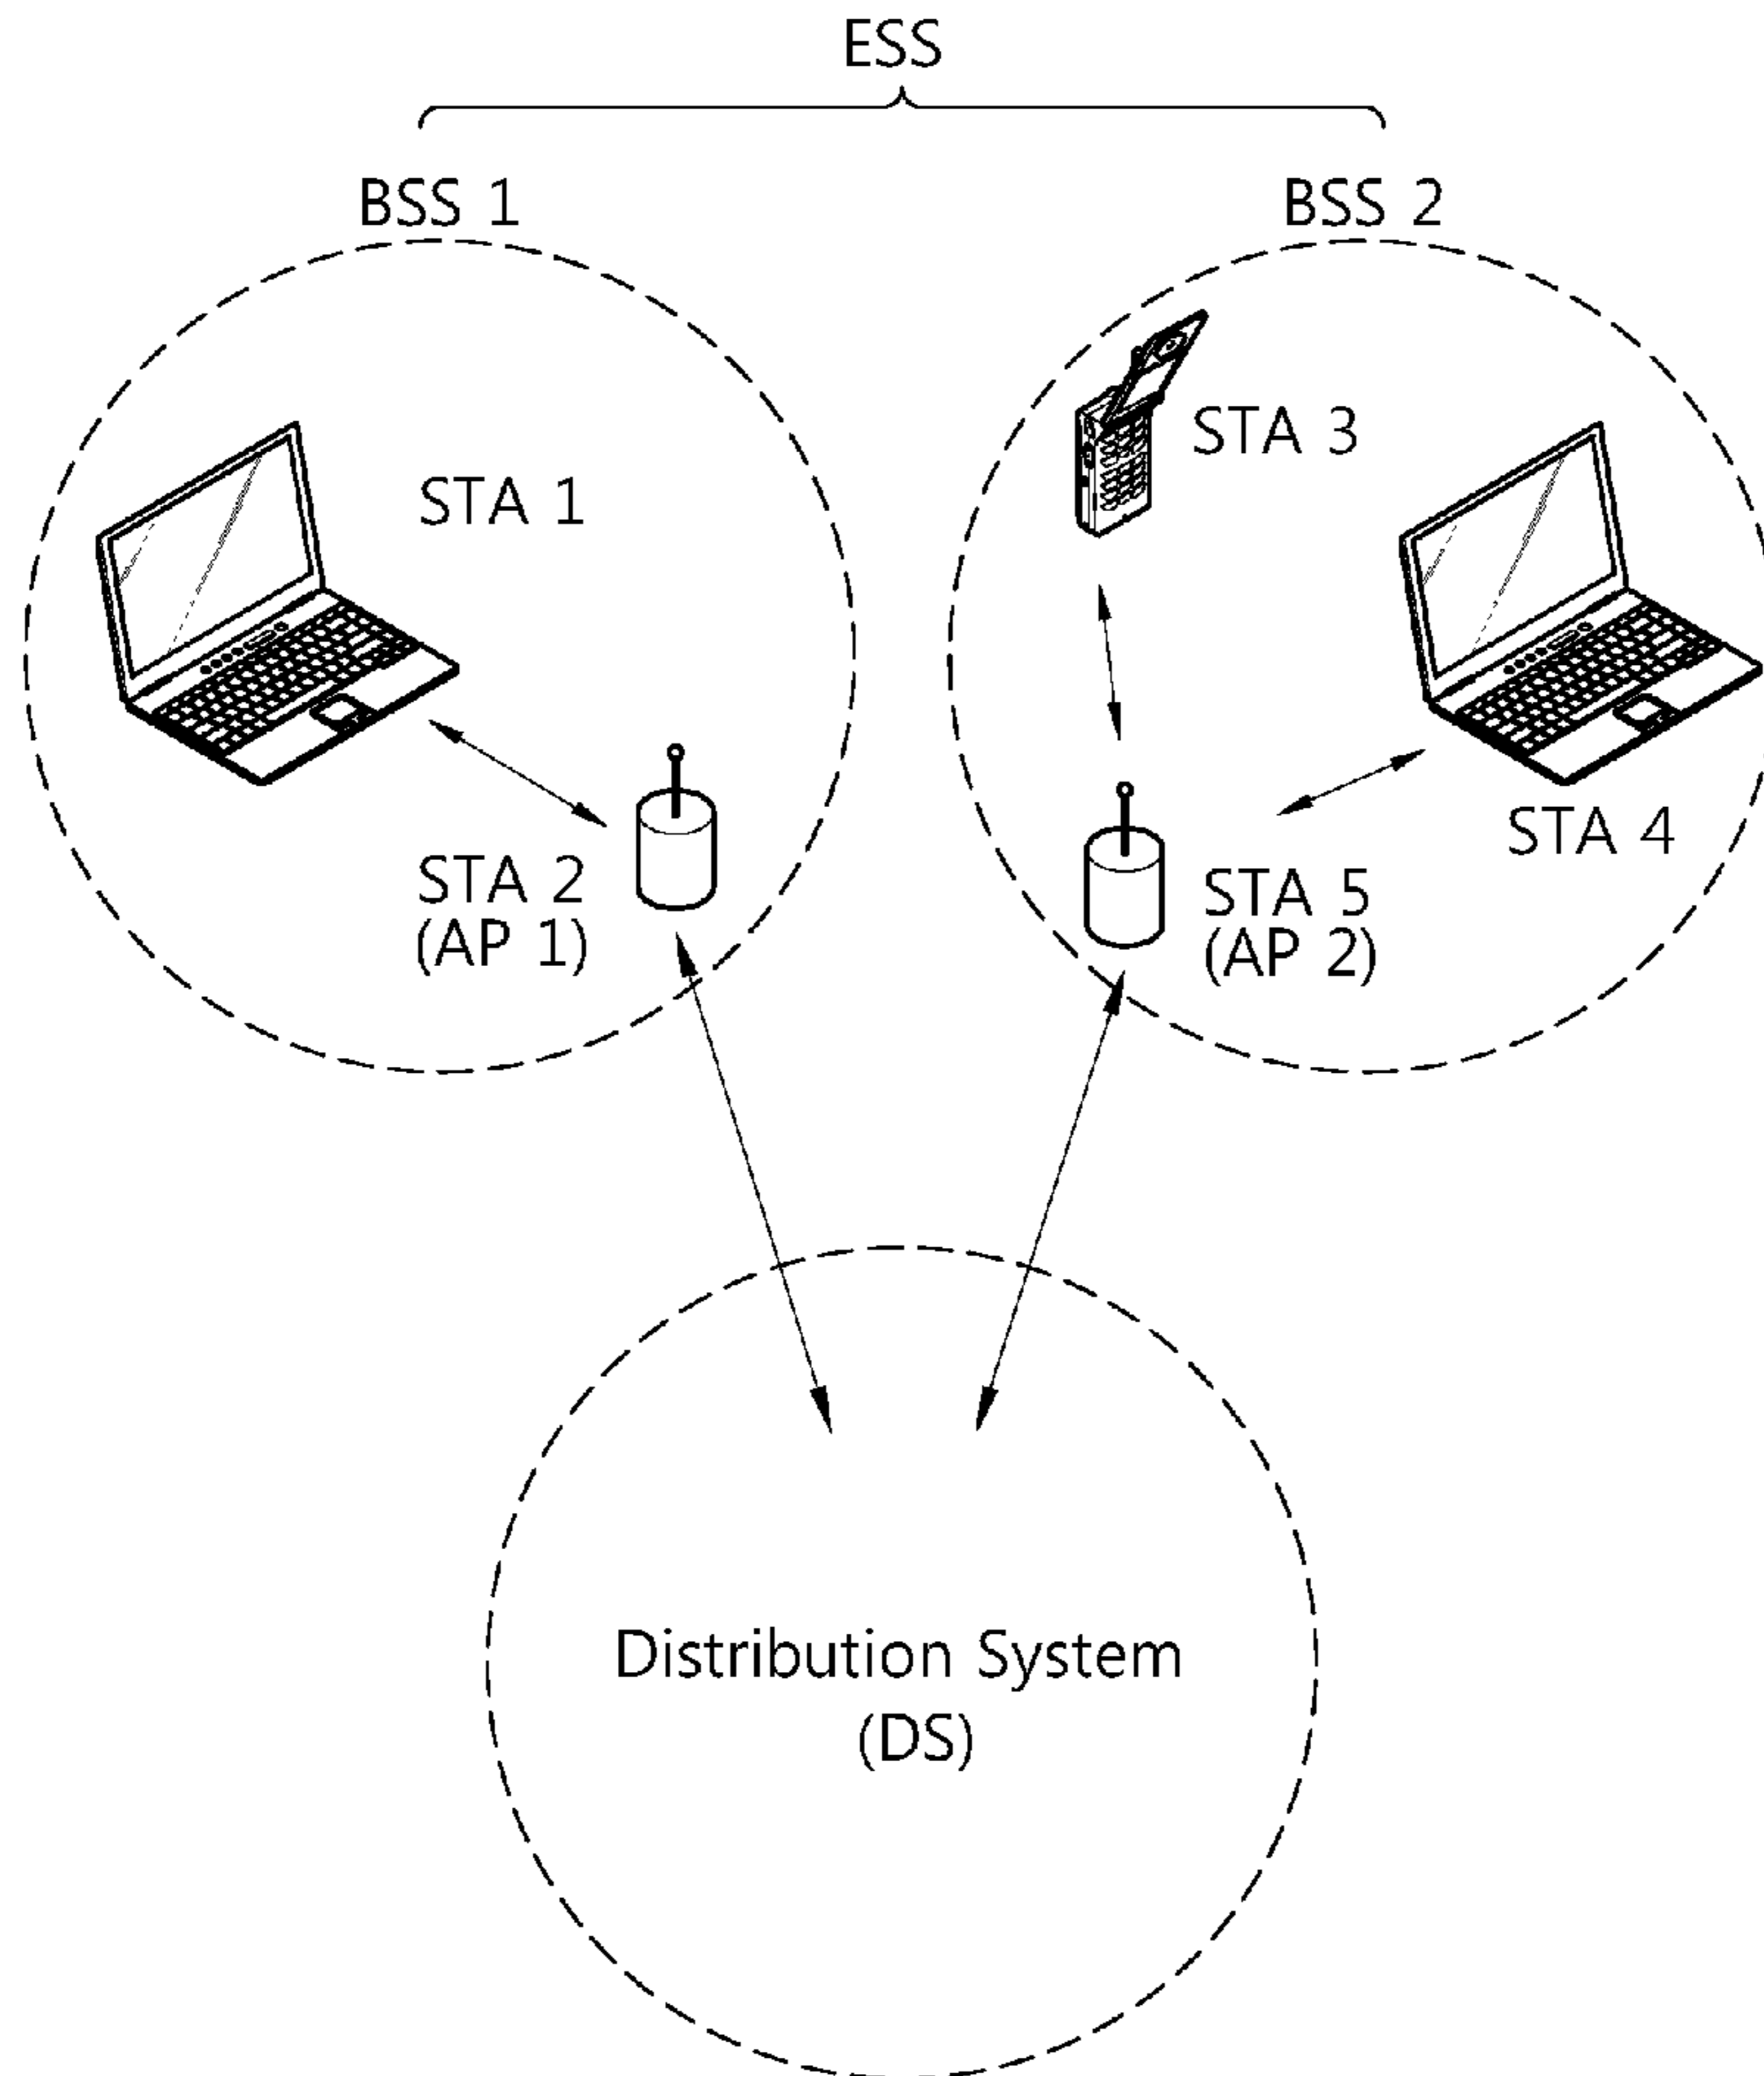 ESS
BSS 1
BSS 2
STA 3
STA 1
STA 4
STA 2
(AP 1)
STA 5
(AP 2)
Distribution System
(DS)